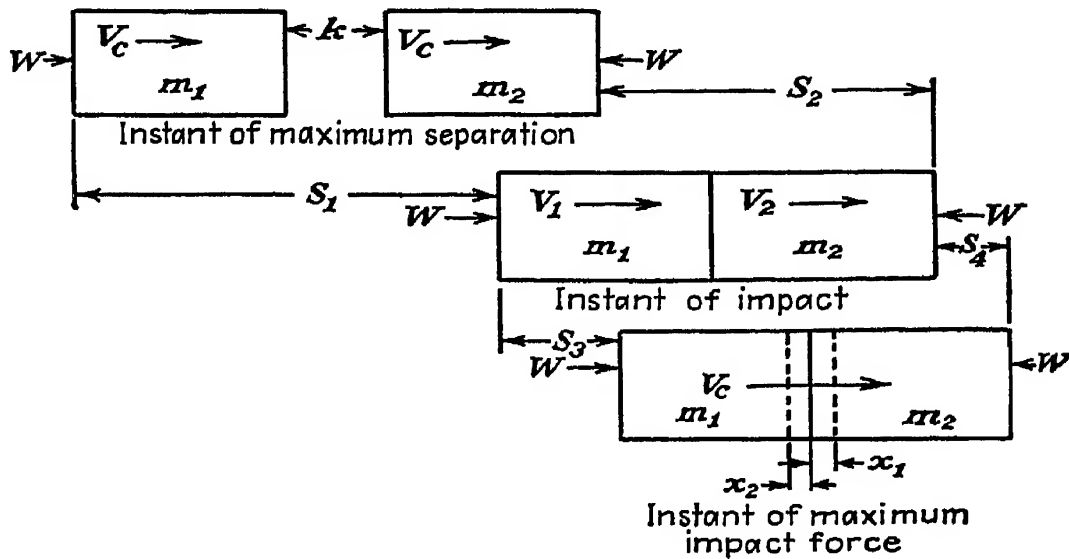 V_c k V_c
W W
m_1 m_2
S_2
Instant of maximum separation
S_1
V_1 V_2
W W
m_1 m_2
S_4
Instant of impact
S_3
W W
V_c
m_1 m_2
x_1
x_2
Instant of maximum
impact force